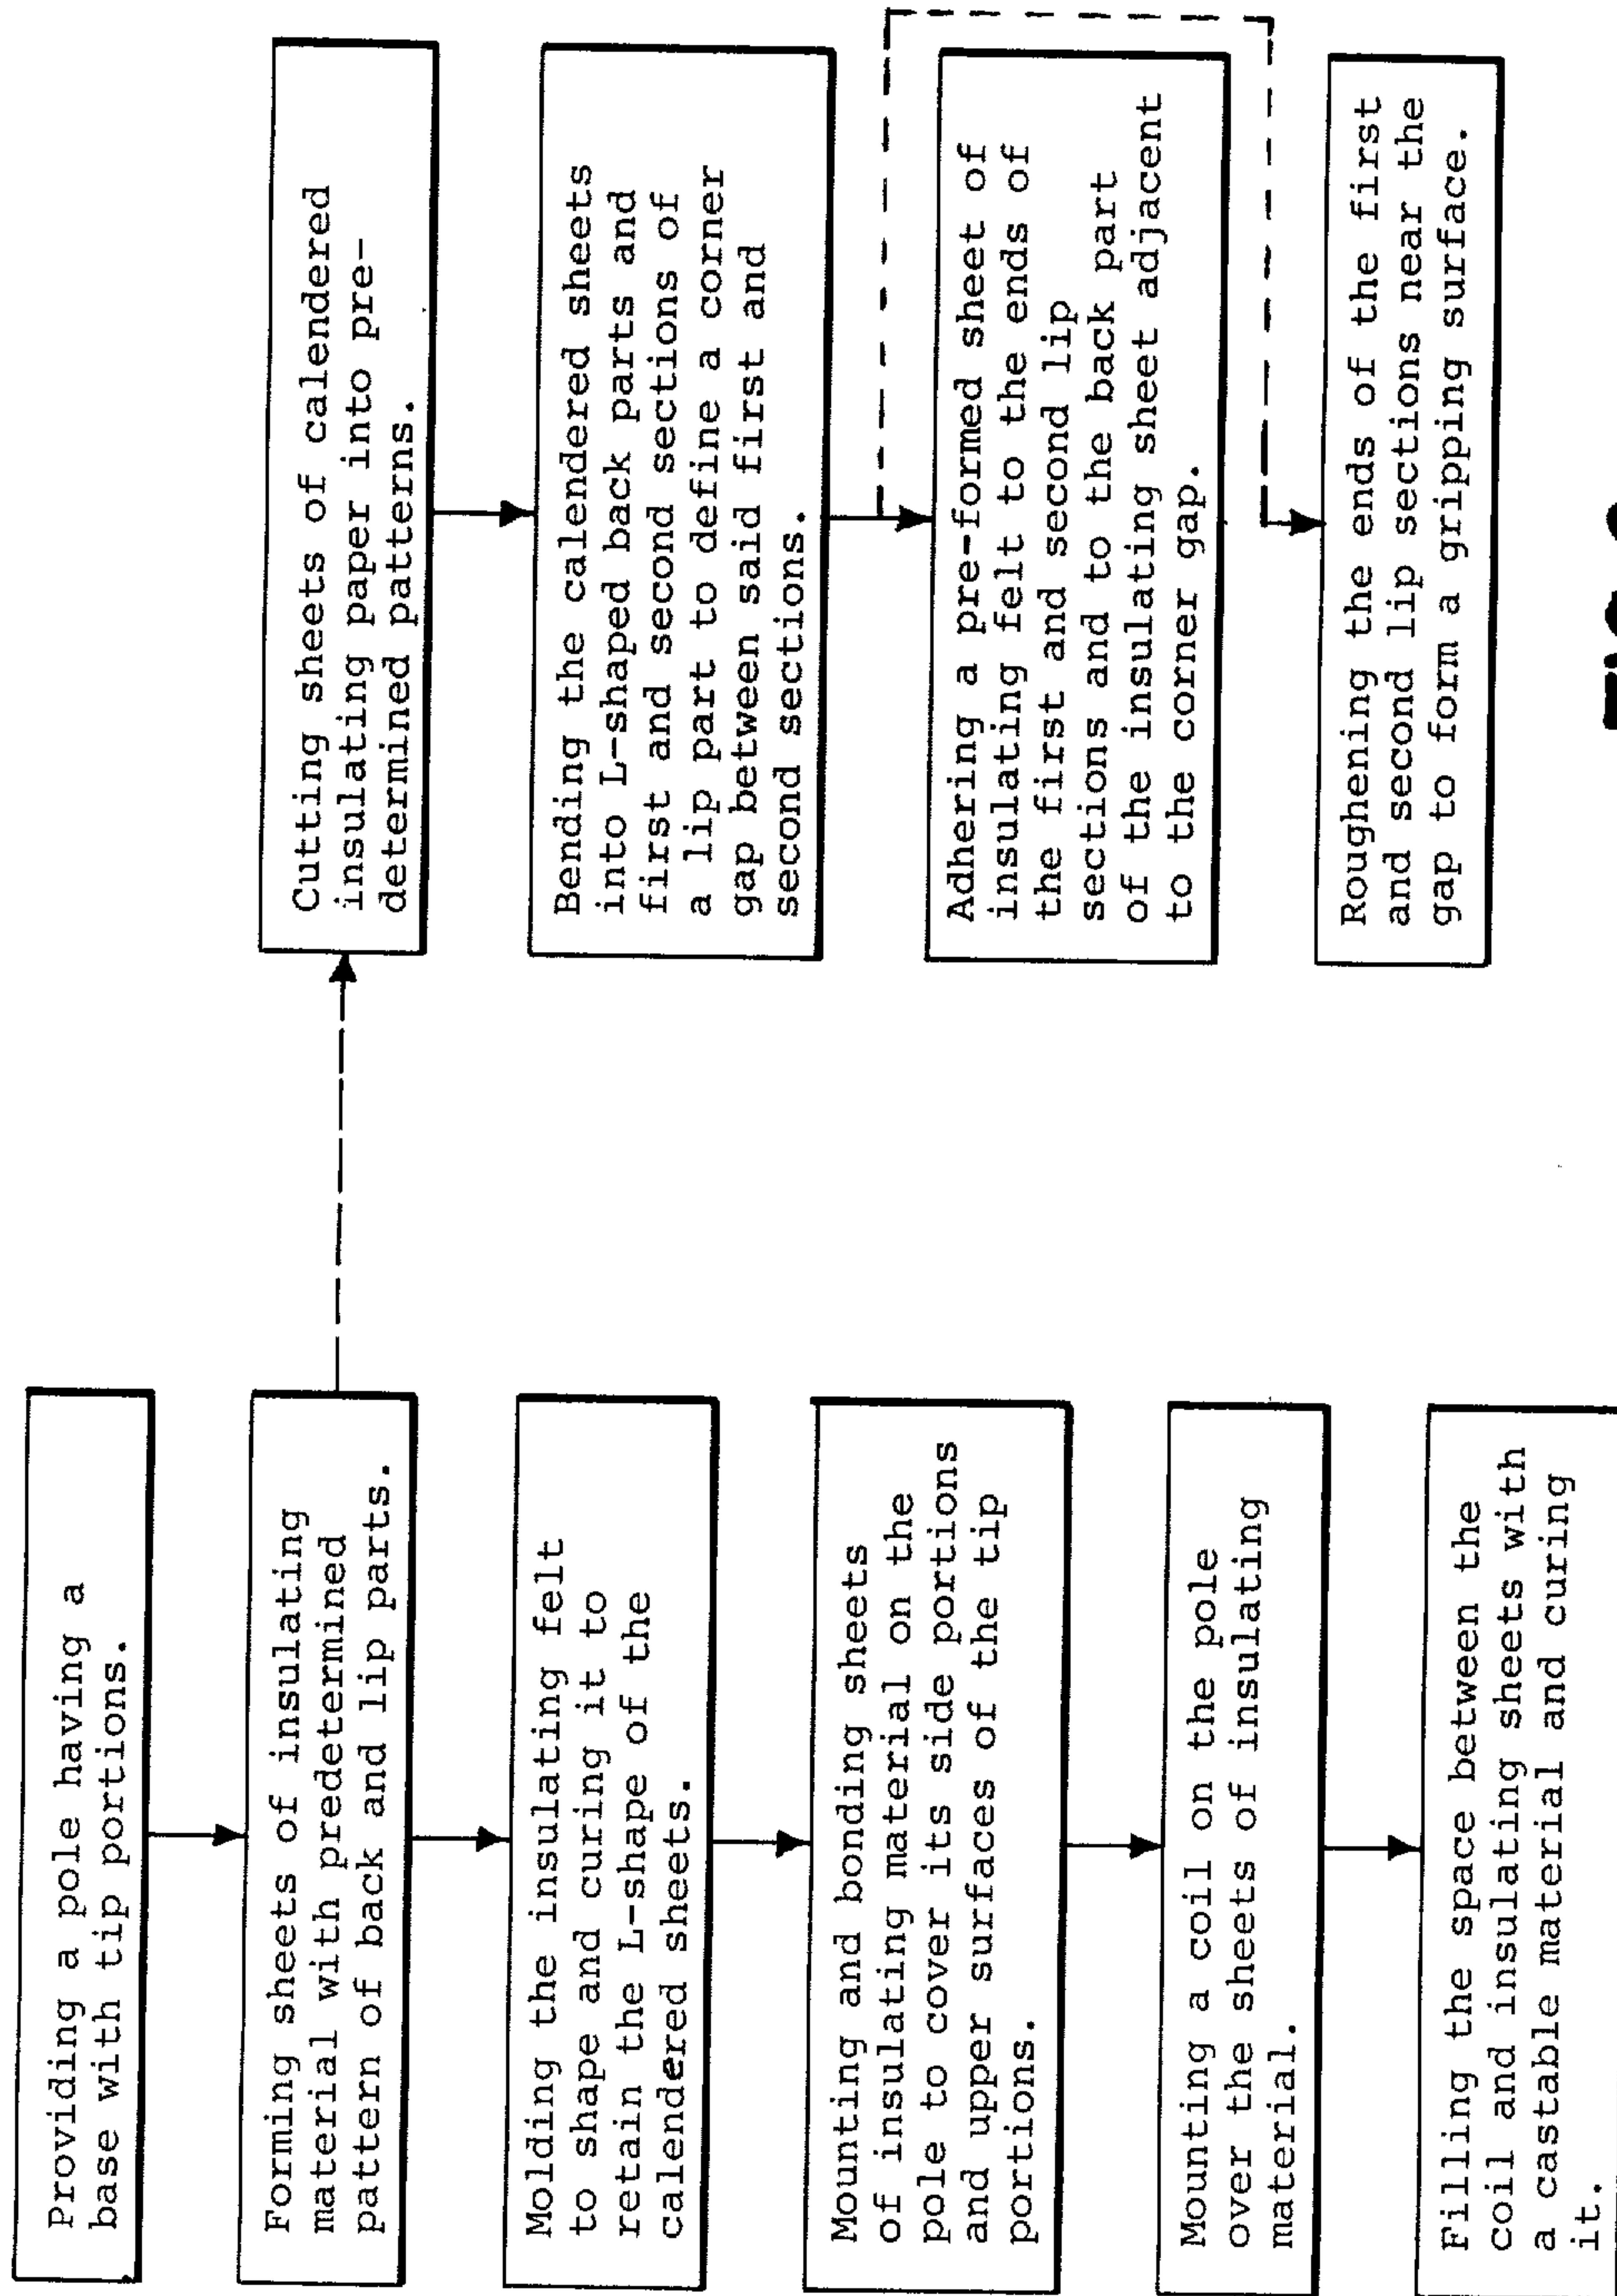 Providing a pole having a
base with tip portions.
Forming sheets of insulating
material with predetermined
pattern of back and lip parts.
Molding the insulating felt
to shape and curing it to
retain the L-shape of the
calendered sheets.
Mounting and bonding sheets
of insulating material on the
pole to cover its side portions
and upper surfaces of the tip
portions.
Mounting a coil on the pole
over the sheets of insulating
material.
Filling the space between the
coil and insulating sheets with
a castable material and curing
it.
Cutting sheets of calendered
insulating paper into pre-
determined patterns.
Bending the calendered sheets
into L-shaped back parts and
first and second sections of
a lip part to define a corner
gap between said first and
second sections.
Adhering a pre-formed sheet of
insulating felt to the ends of
the first and second lip
sections and to the back part
of the insulating sheet adjacent
to the corner gap.
Roughening the ends of the first
and second lip sections near the
gap to form a gripping surface.